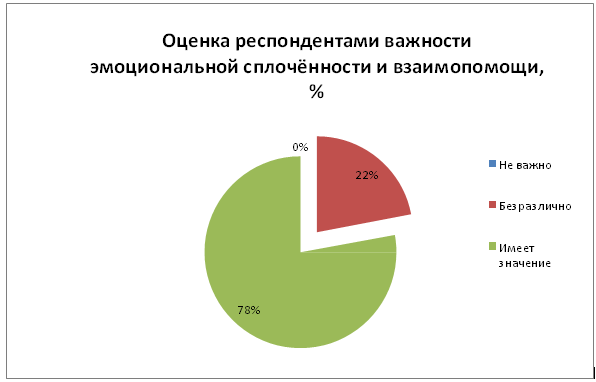 Оценка респондентами важности
эмоциональной сплочённости и взаимопомощи,
%
0%
22%
78%
Не важно
Безразлично
Имеет
значение